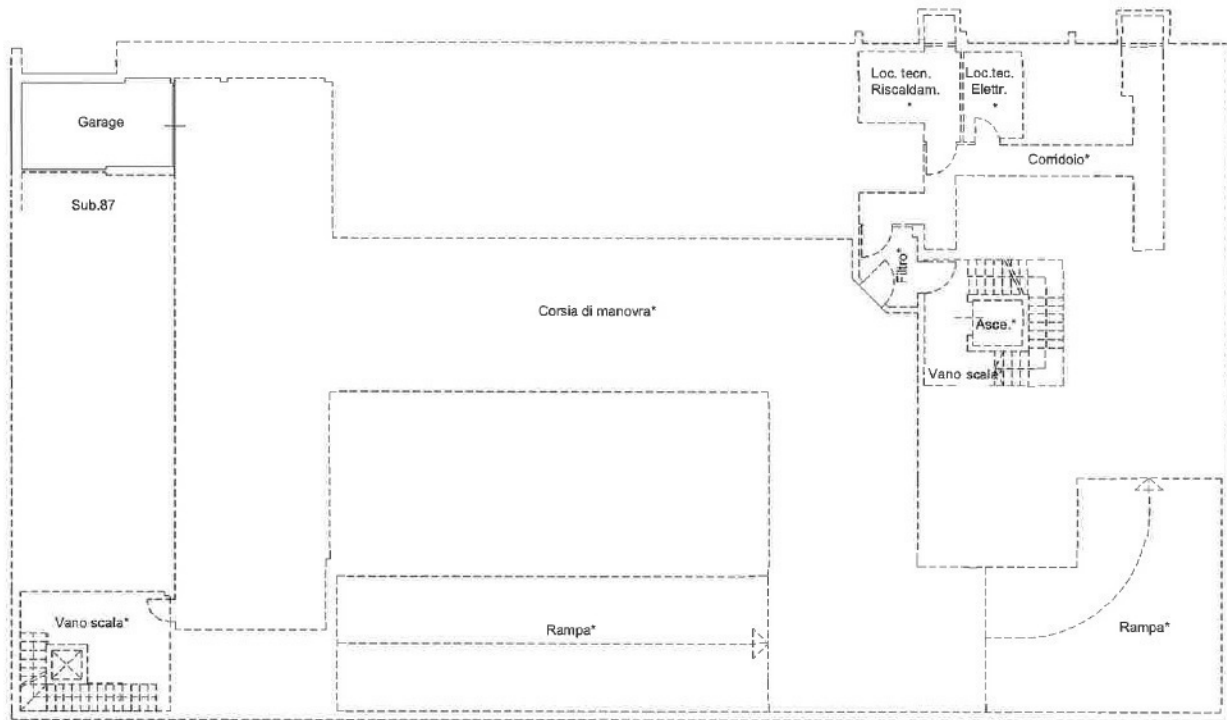 Loc. tecn.
Riscaldam.
*
Loc.tec.
Elettr.
*
Garage
Corridoio*
Sub.87
Filtro*
Corsia di manovra*
Asce.*
Vano scala*
Vano scala*
Rampa*
Rampa*